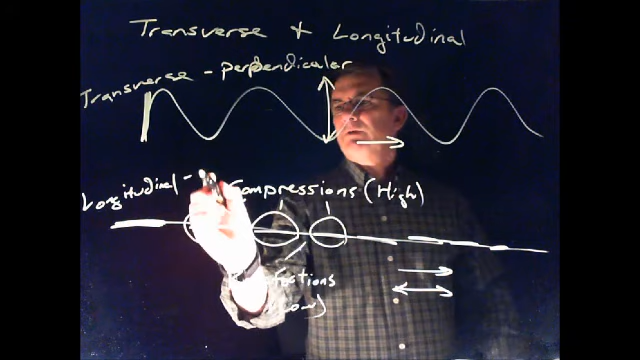 Transverse & Longitudinal
Transverse - perpendicular
Longitudinal -
Compressions (High)